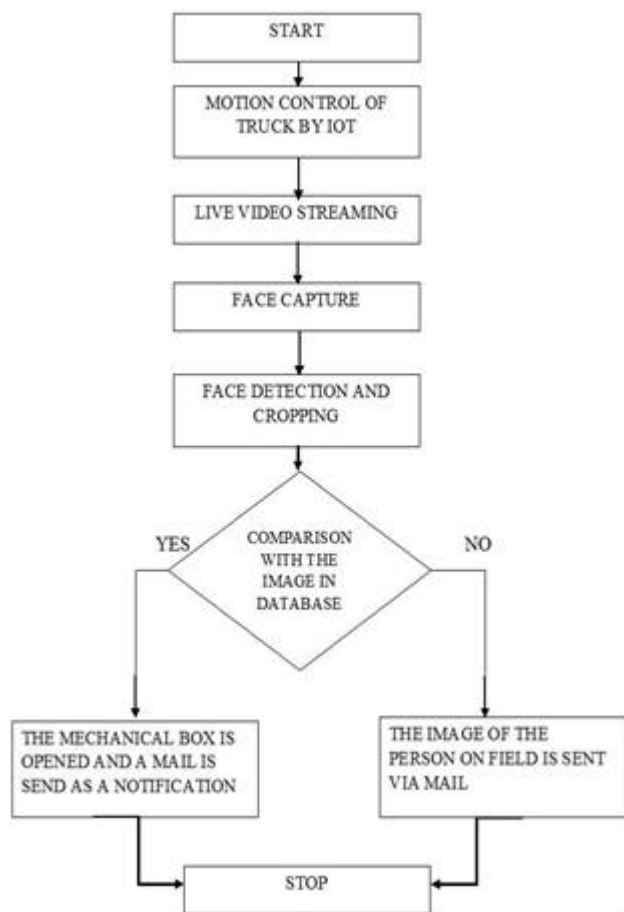 START
MOTION CONTROL OF
TRUCK BY IOT
LIVE VIDEO STREAMING
FACE CAPTURE
FACE DETECTION AND
CROPPING
YES
COMPARISON
WITH THE
IMAGE IN
DATABASE
NO
THE MECHANICAL BOX IS
OPENED AND A MAIL IS
SEND AS A NOTIFICATION
THE IMAGE OF THE
PERSON ON FIELD IS SENT
VIA MAIL
STOP